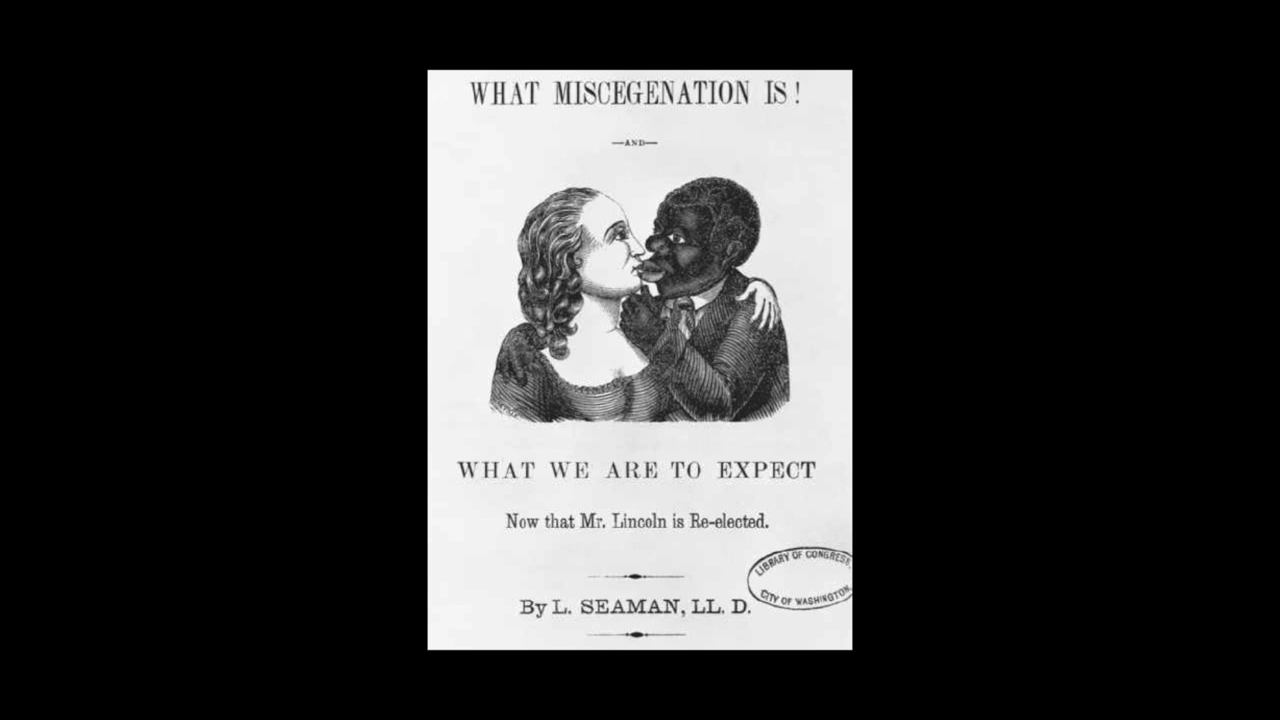 WHAT MISCEGENATION IS!
—AND—
WHAT WE ARE TO EXPECT
Now that Mr. Lincoln is Re-elected.
LIBRARY OF CONGRESS,
CITY OF WASHINGTON.
By L. SEAMAN, LL. D.